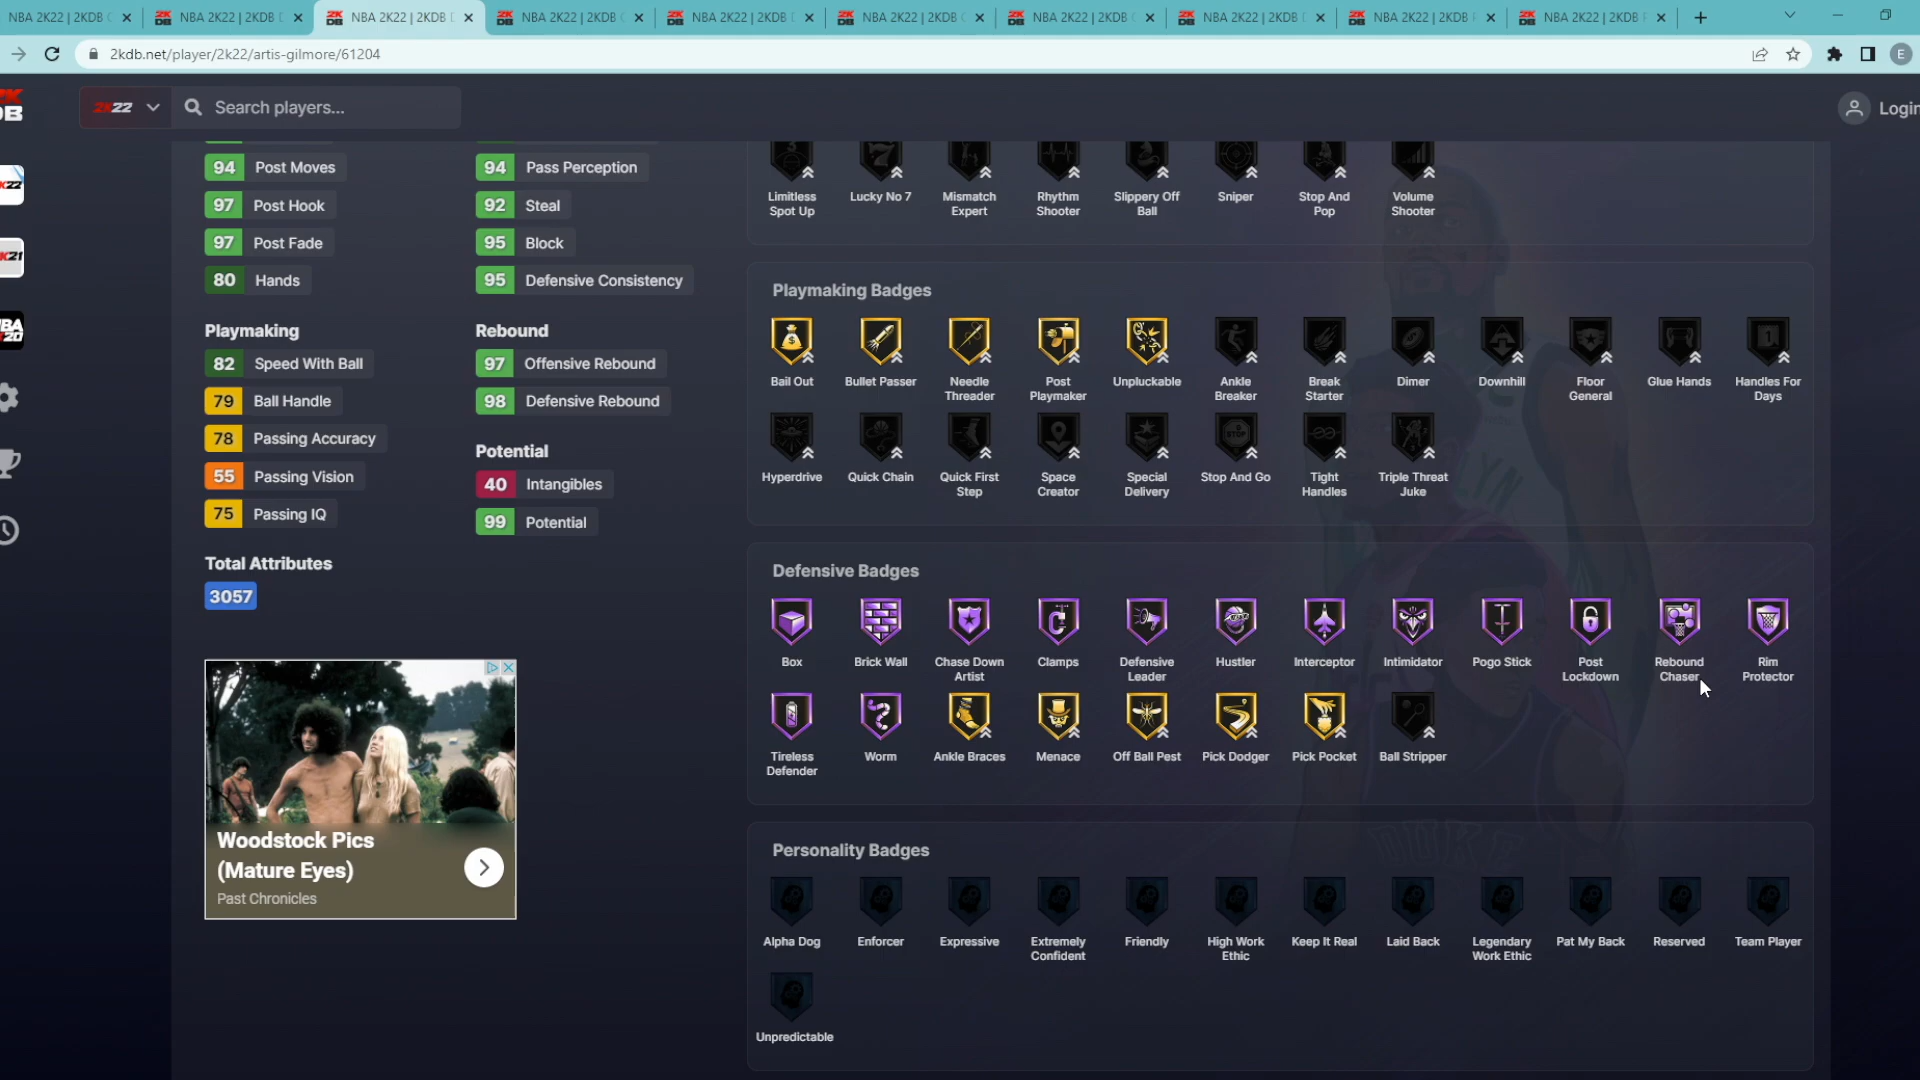 NBA 2K22 | 2KDB
NBA 2K22 | 2KDB
NBA 2K22 | 2KDB
NBA 2K22 | 2KDB
NBA 2K22 | 2KDB
NBA 2K22 | 2KDB
NBA 2K22 | 2KDB
NBA 2K22 | 2KDB
NBA 2K22 | 2KDB
NBA 2K22 | 2KDB
2kdb.net/player/2k22/artis-gilmore/61204
E
2K22
Search players...
Login
94 Post Moves
97 Post Hook
97 Post Fade
80 Hands
Playmaking
82 Speed With Ball
79 Ball Handle
78 Passing Accuracy
55 Passing Vision
75 Passing IQ
Total Attributes
3057
94 Pass Perception
92 Steal
95 Block
95 Defensive Consistency
Rebound
97 Offensive Rebound
98 Defensive Rebound
Potential
40 Intangibles
99 Potential
Woodstock Pics
(Mature Eyes)
Past Chronicles
Limitless
Spot Up
Lucky No 7
Mismatch
Expert
Rhythm
Shooter
Slippery Off
Ball
Sniper
Stop And
Pop
Volume
Shooter
Playmaking Badges
Bail Out
Bullet Passer
Needle
Threader
Post
Playmaker
Unpluckable
Ankle
Breaker
Break
Starter
Dimer
Downhill
Floor
General
Glue Hands
Handles For
Days
Hyperdrive
Quick Chain
Quick First
Step
Space
Creator
Special
Delivery
Stop And Go
Tight
Handles
Triple Threat
Juke
Defensive Badges
Box
Brick Wall
Chase Down
Artist
Clamps
Defensive
Leader
Hustler
Interceptor
Intimidator
Pogo Stick
Post
Lockdown
Rebound
Chaser
Rim
Protector
Tireless
Defender
Worm
Ankle Braces
Menace
Off Ball Pest
Pick Dodger
Pick Pocket
Ball Stripper
Personality Badges
Alpha Dog
Enforcer
Expressive
Extremely
Confident
Friendly
High Work
Ethic
Keep It Real
Laid Back
Legendary
Work Ethic
Pat My Back
Reserved
Team Player
Unpredictable